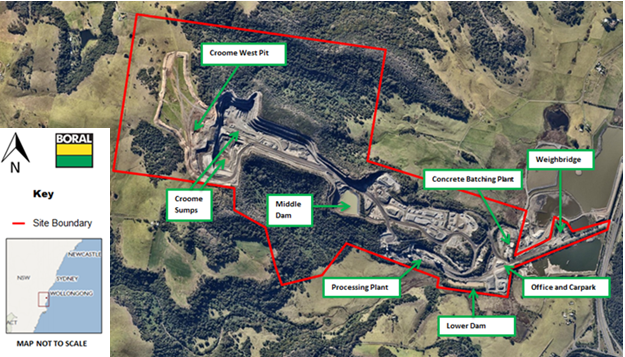 Croome West Pit
Weighbridge
Concrete Batching Plant
BORAL
N
Key
Site Boundary
Croome
Sumps
Middle
Dam
Processing Plant
Office and Carpark
Lower Dam
NEWCASTLE
NSW
SYDNEY
WOLLONGONG
ACT
MAP NOT TO SCALE